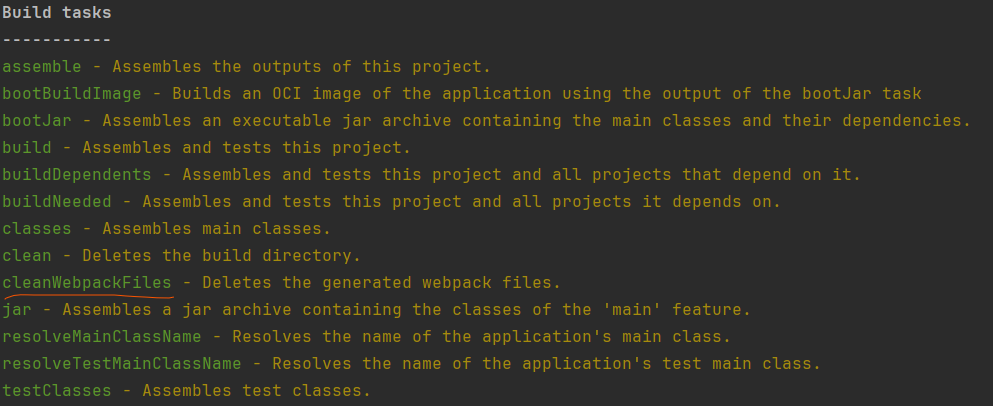 Build tasks
-----------
assemble - Assembles the outputs of this project.
bootBuildImage - Builds an OCI image of the application using the output of the bootJar task
bootJar - Assembles an executable jar archive containing the main classes and their dependencies.
build - Assembles and tests this project.
buildDependents - Assembles and tests this project and all projects that depend on it.
buildNeeded - Assembles and tests this project and all projects it depends on.
classes - Assembles main classes.
clean - Deletes the build directory.
cleanWebpackFiles - Deletes the generated webpack files.
jar - Assembles a jar archive containing the classes of the 'main' feature.
resolveMainClassName - Resolves the name of the application's main class.
resolveTestMainClassName - Resolves the name of the application's test main class.
testClasses - Assembles test classes.